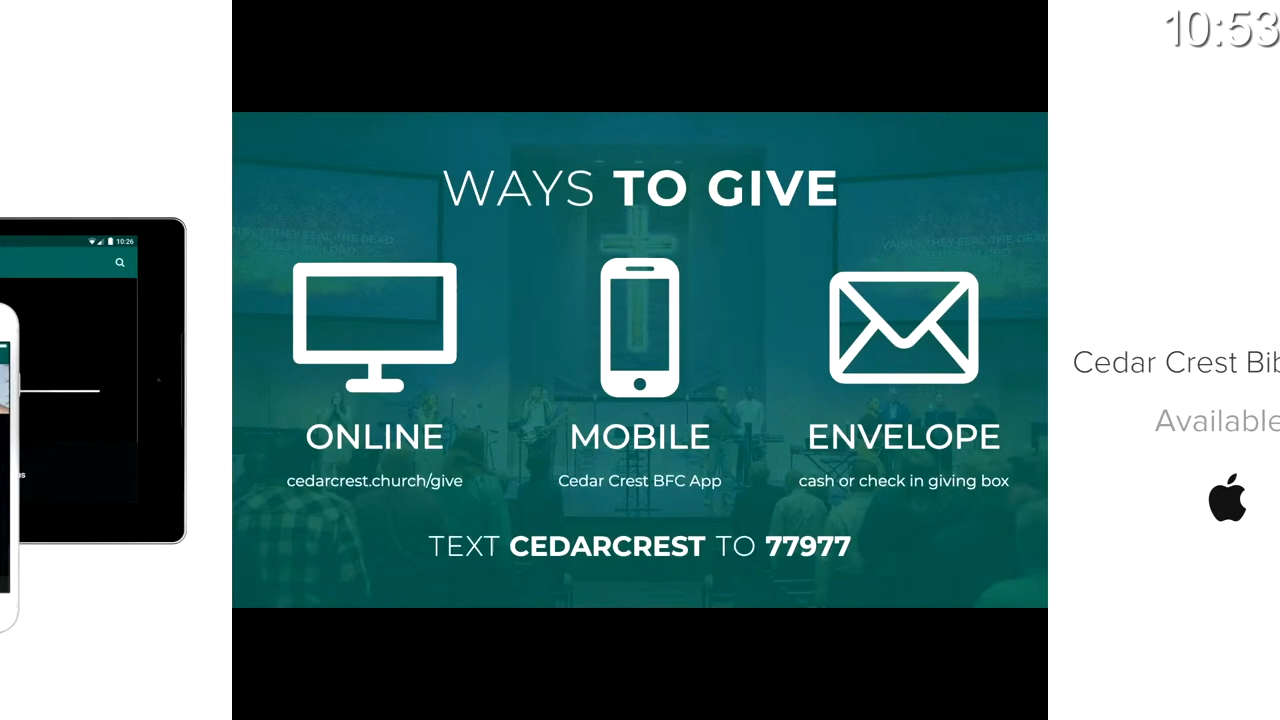 10:53
10:26
WAYS TO GIVE
ONLINE
cedarcrest.church/give
MOBILE
Cedar Crest BFC App
ENVELOPE
cash or check in giving box
TEXT CEDARCREST TO 77977
Cedar Crest Bib
Available